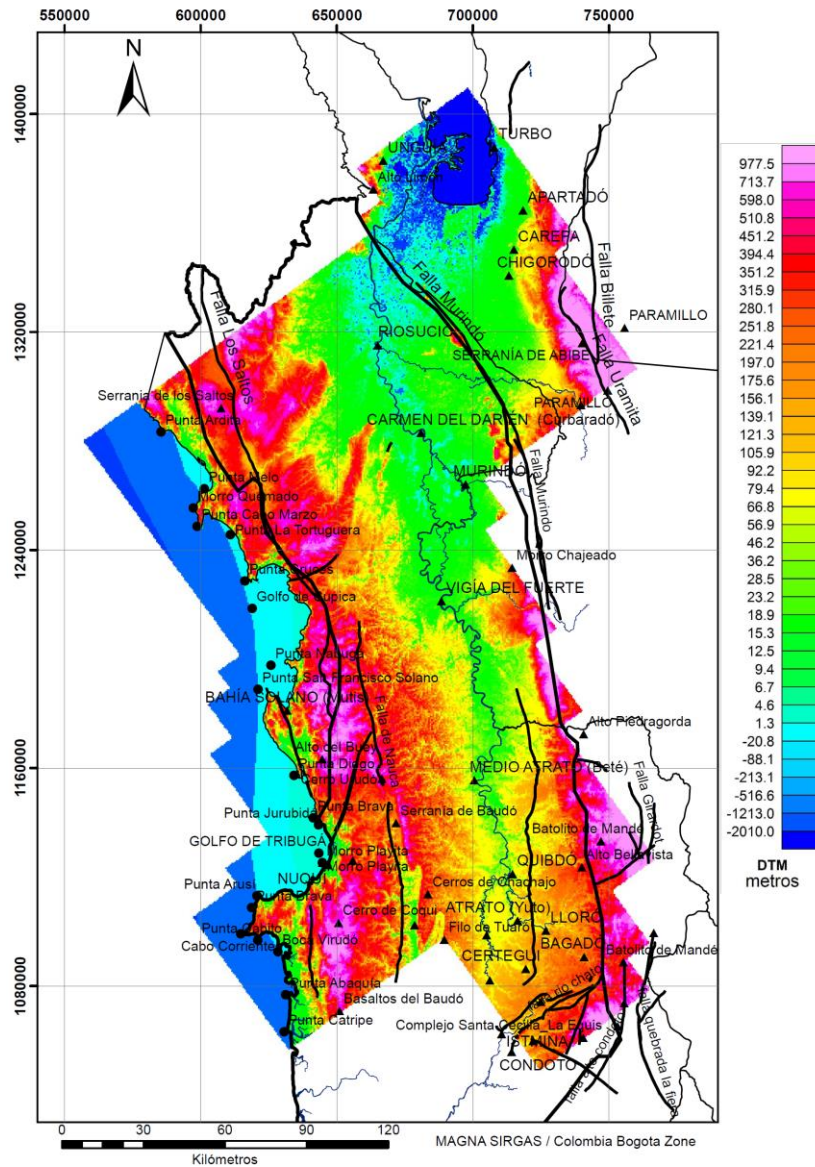 550000 600000 650000 700000 750000
N
1400000
1320000
1240000
1160000
1080000
TURBO
UNGUÍA
Alto Limón
APARTADÓ
CAREPA
CHIGORODÓ
Falla Billete
Falla Murindó
PARAMILLO
Falla Los Saltos
RIOSUCIO
SERRANÍA DE ABIBE
Falla Uramita
Serranía de los Saltos
PARAMILLO
Punta Ardita
CARMEN DEL DARIÉN (Curbaradó)
Falla Murindo
Punta Nelo
MURINDÓ
Morro Quemado
Punta Cabo Marzo
Punta La Tortuguera
Morro Chajeado
Punta Cruces
VIGÍA DEL FUERTE
Golfo de Cupica
Punta Nabugá
Punta San Francisco Solano
BAHÍA SOLANO (Mutis)
Falla de Nauca
Alto Piedragorda
Alto del Buey
Punta Diego
MEDIO ATRATO (Beté)
Cerro Urudó
Falla Girardot
Punta Brava
Punta Jurubidá
Serranía de Baudó
Batolito de Mandé
GOLFO DE TRIBUGÁ
Morro Playita
Alto Bellavista
Morro Playita
QUIBDÓ
NUQUÍ
Punta Arusí
Cerros de Chachajo
Punta Brava
ATRATO (Yuto)
Cerro de Coquí
LLORÓ
Punta Coquito
Filo de Tuaró
Cabo Corrientes
Boca Virudó
BAGADÓ
Batolito de Mandé
CERTEGUI
Punta Abaquía
falla rio chato
Basaltos del Baudó
Punta Catripe
Complejo Santa Cecilia_La Equis
ISTMINA
CONDOTO
falla alto condoto
falla quebrada la fiera
977.5
713.7
598.0
510.8
451.2
394.4
351.2
315.9
280.1
251.8
221.4
197.0
175.6
156.1
139.1
121.3
105.9
92.2
79.4
66.8
56.9
46.2
36.2
28.5
23.2
18.9
15.3
12.5
9.4
6.7
4.6
1.3
-20.8
-88.1
-213.1
-516.6
-1213.0
-2010.0
DTM
metros
0 30 60 90 120
Kilómetros
MAGNA SIRGAS / Colombia Bogota Zone